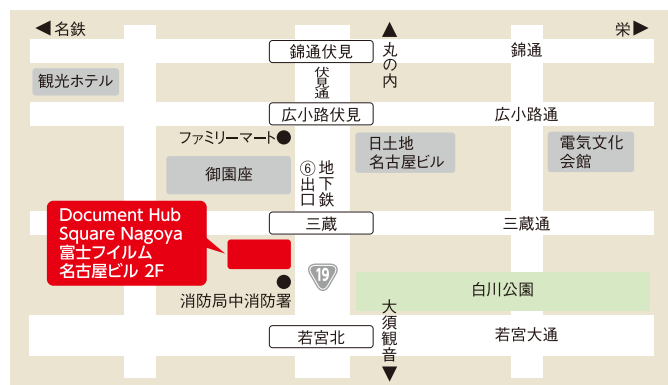 名鉄
栄
丸の内
錦通伏見
錦通
伏見通
観光ホテル
広小路伏見
広小路通
ファミリーマート
日土地
名古屋ビル
電気文化
会館
御園座
地下鉄
⑥出口
三蔵
三蔵通
Document Hub
Square Nagoya
富士フイルム
名古屋ビル 2F
19
消防局中消防署
白川公園
大須観音
若宮北
若宮大通